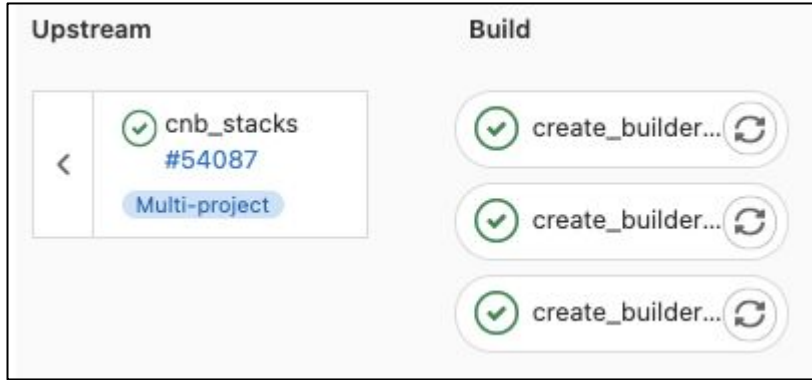 Upstream
cnb_stacks
#54087
Multi-project
Build
create_builder...
create_builder...
create_builder...